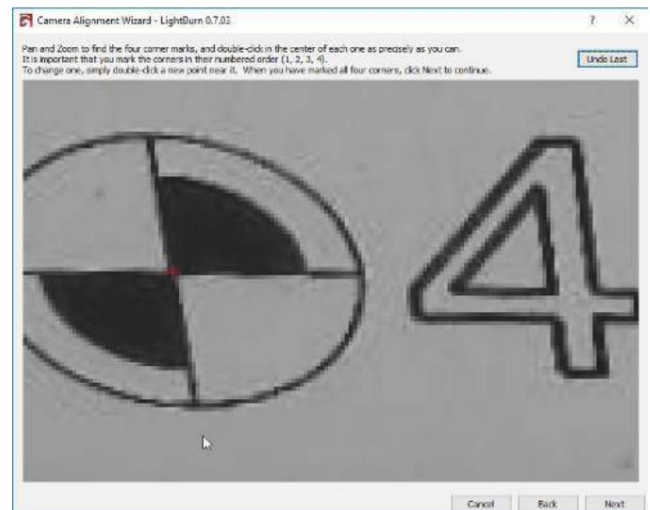 Camera Alignment Wizard - LightBurn 0.7.03
Pan and Zoom to find the four corner marks, and double-click in the center of each one as precisely as you can.
It is important that you mark the corners in their numbered order (1, 2, 3, 4).
To change one, simply double-click a new point near it. When you have marked all four corners, click Next to continue.
Undo Last
4
Cancel
Back
Next